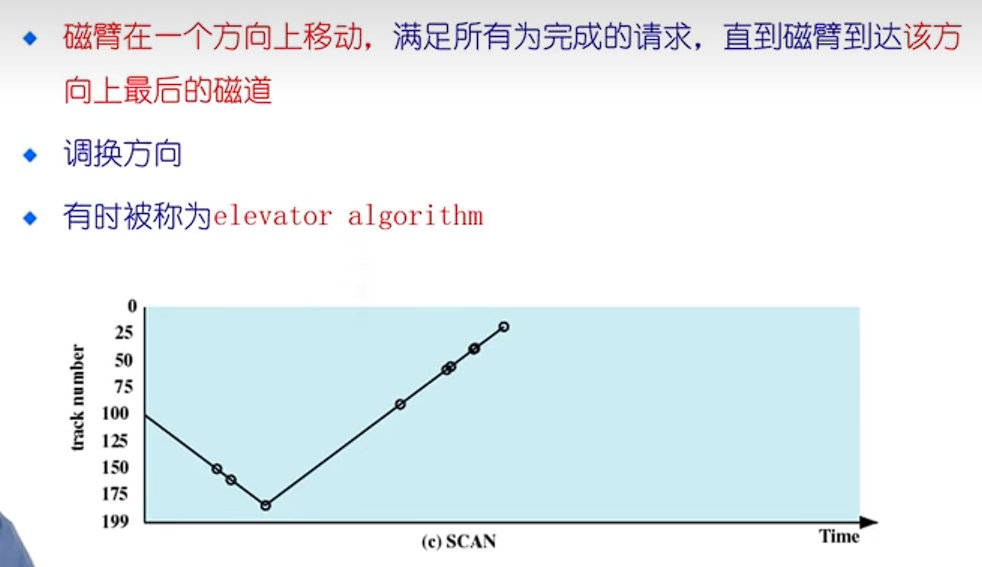 磁臂在一个方向上移动，满足所有为完成的请求，直到磁臂到达该方
向上最后的磁道
调换方向
有时被称为elevator algorithm
track number
0
25
50
75
100
125
150
175
199
Time
(c) SCAN